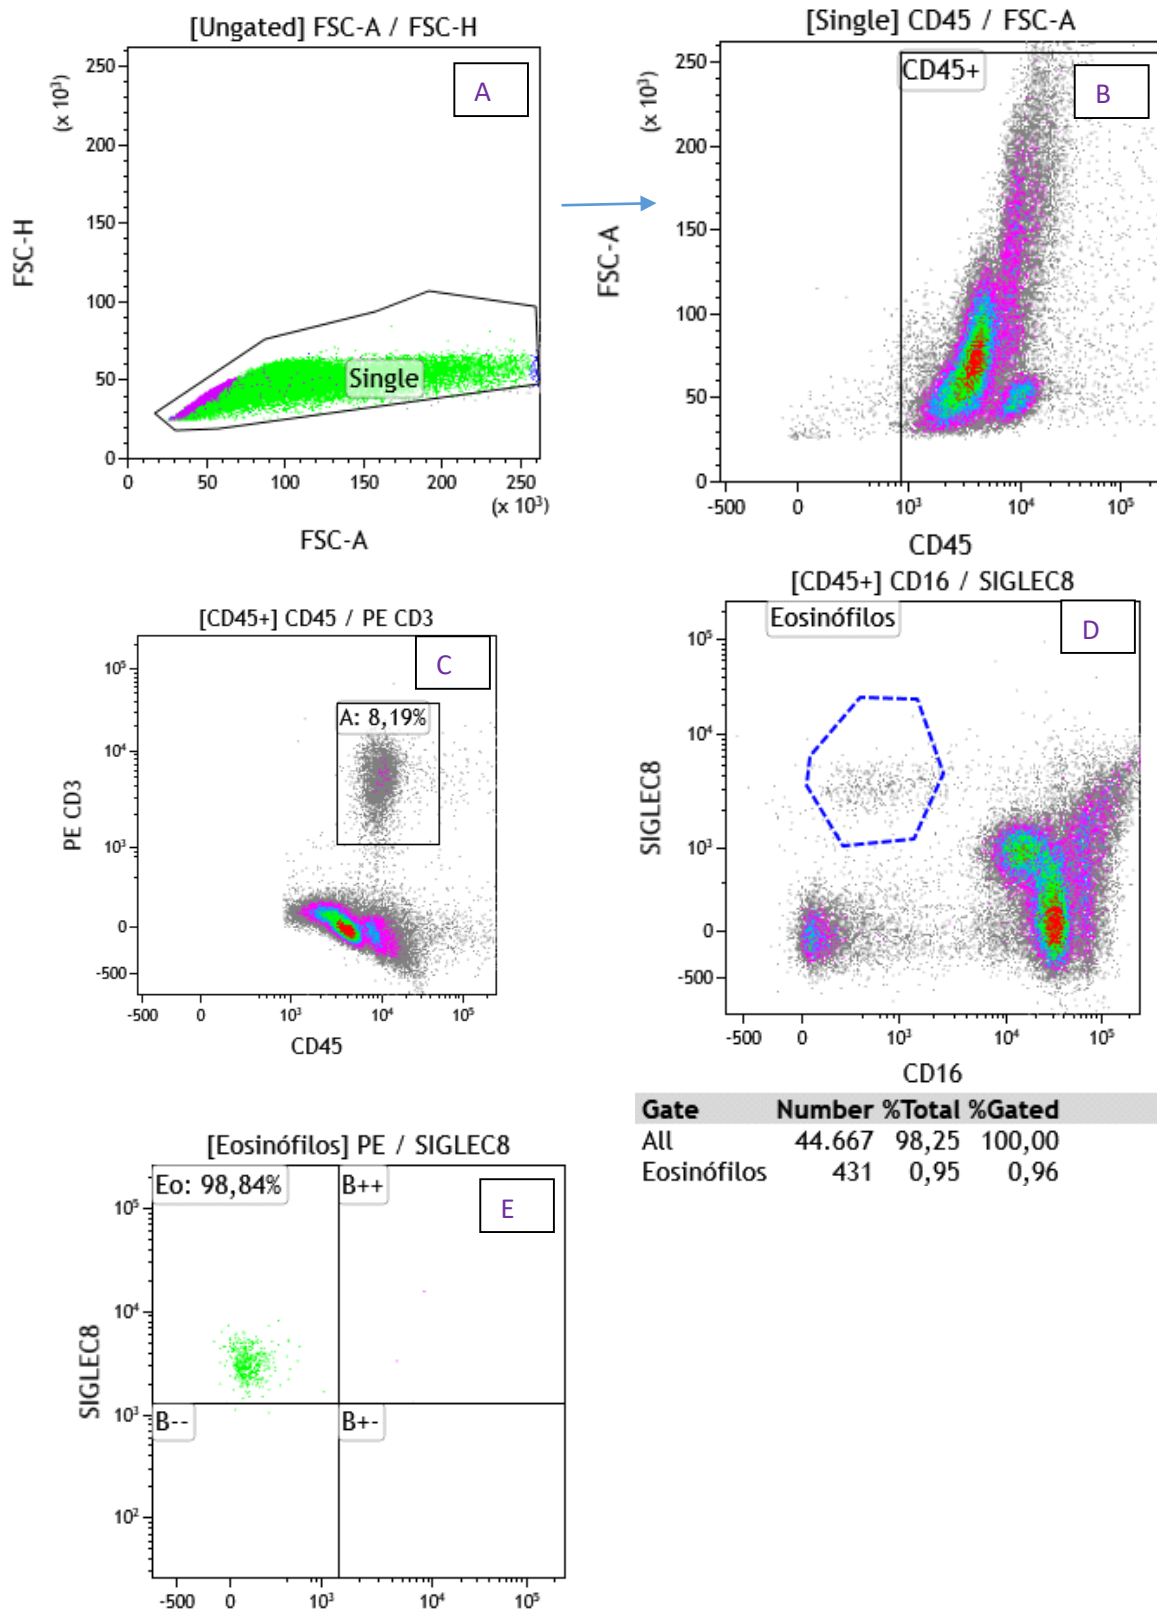 [Ungated] FSC-A / FSC-H
A
250
200
150
100
50
0
(x 10³)
FSC-H
Single
0 50 100 150 200 250
(x 10³)
FSC-A
[Single] CD45 / FSC-A
CD45+
B
250
200
150
100
50
0
(x 10³)
FSC-A
-500 0 10³ 10⁴ 10⁵
CD45
[CD45+] CD45 / PE CD3
C
A: 8,19%
10⁵
10⁴
10³
0
-500
PE CD3
-500 0 10³ 10⁴ 10⁵
CD45
[CD45+] CD16 / SIGLEC8
Eosinófilos
D
10⁵
10⁴
10³
0
-500
SIGLEC8
-500 0 10³ 10⁴ 10⁵
CD16
Gate Number %Total %Gated
All 44.667 98,25 100,00
Eosinófilos 431 0,95 0,96
[Eosinófilos] PE / SIGLEC8
Eo: 98,84%
B++
E
10⁵
10⁴
10³
10²
SIGLEC8
B--
B+-
-500 0 10³ 10⁴ 10⁵